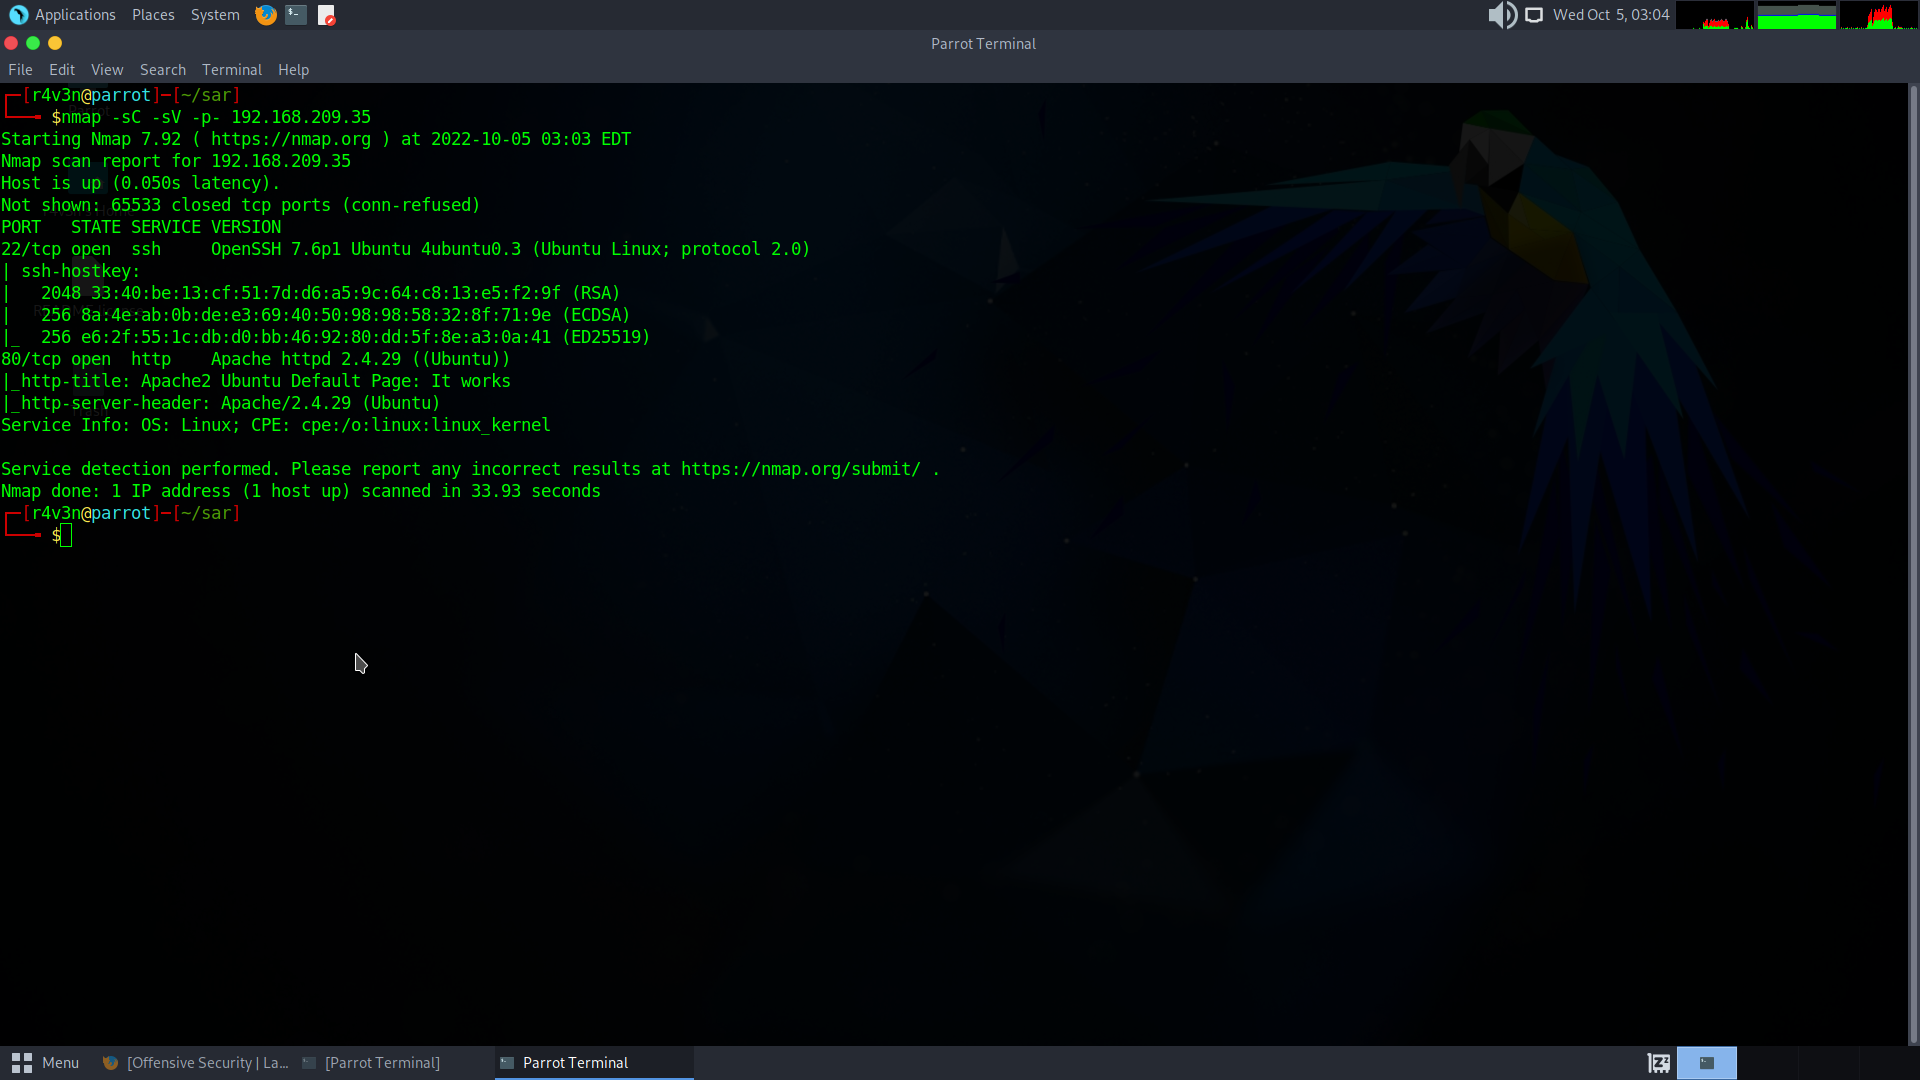 Applications Places System Wed Oct 5, 03:04
Parrot Terminal
File Edit View Search Terminal Help
[r4v3n@parrot]─[~/sar]
$nmap -sC -sV -p- 192.168.209.35
Starting Nmap 7.92 ( https://nmap.org ) at 2022-10-05 03:03 EDT
Nmap scan report for 192.168.209.35
Host is up (0.050s latency).
Not shown: 65533 closed tcp ports (conn-refused)
PORT   STATE SERVICE VERSION
22/tcp open  ssh     OpenSSH 7.6p1 Ubuntu 4ubuntu0.3 (Ubuntu Linux; protocol 2.0)
| ssh-hostkey:
|   2048 33:40:be:13:cf:51:7d:d6:a5:9c:64:c8:13:e5:f2:9f (RSA)
|   256 8a:4e:ab:0b:de:e3:69:40:50:98:98:58:32:8f:71:9e (ECDSA)
|_  256 e6:2f:55:1c:db:d0:bb:46:92:80:dd:5f:8e:a3:0a:41 (ED25519)
80/tcp open  http    Apache httpd 2.4.29 ((Ubuntu))
|_http-title: Apache2 Ubuntu Default Page: It works
|_http-server-header: Apache/2.4.29 (Ubuntu)
Service Info: OS: Linux; CPE: cpe:/o:linux:linux_kernel
Service detection performed. Please report any incorrect results at https://nmap.org/submit/ .
Nmap done: 1 IP address (1 host up) scanned in 33.93 seconds
[r4v3n@parrot]─[~/sar]
$
Menu [Offensive Security | La... [Parrot Terminal] Parrot Terminal